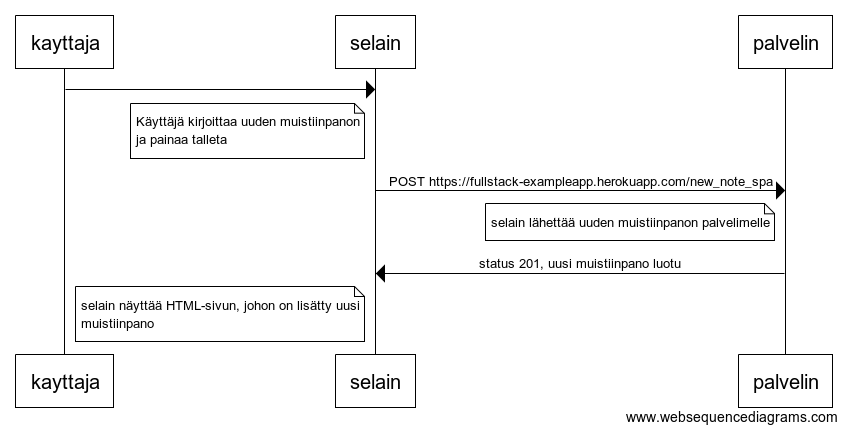 kayttaja
selain
palvelin
Käyttäjä kirjoittaa uuden muistiinpanon
ja painaa talleta
POST https://fullstack-exampleapp.herokuapp.com/new_note_spa
selain lähettää uuden muistiinpanon palvelimelle
status 201, uusi muistiinpano luotu
selain näyttää HTML-sivun, johon on lisätty uusi
muistiinpano
kayttaja
selain
palvelin
www.websequencediagrams.com